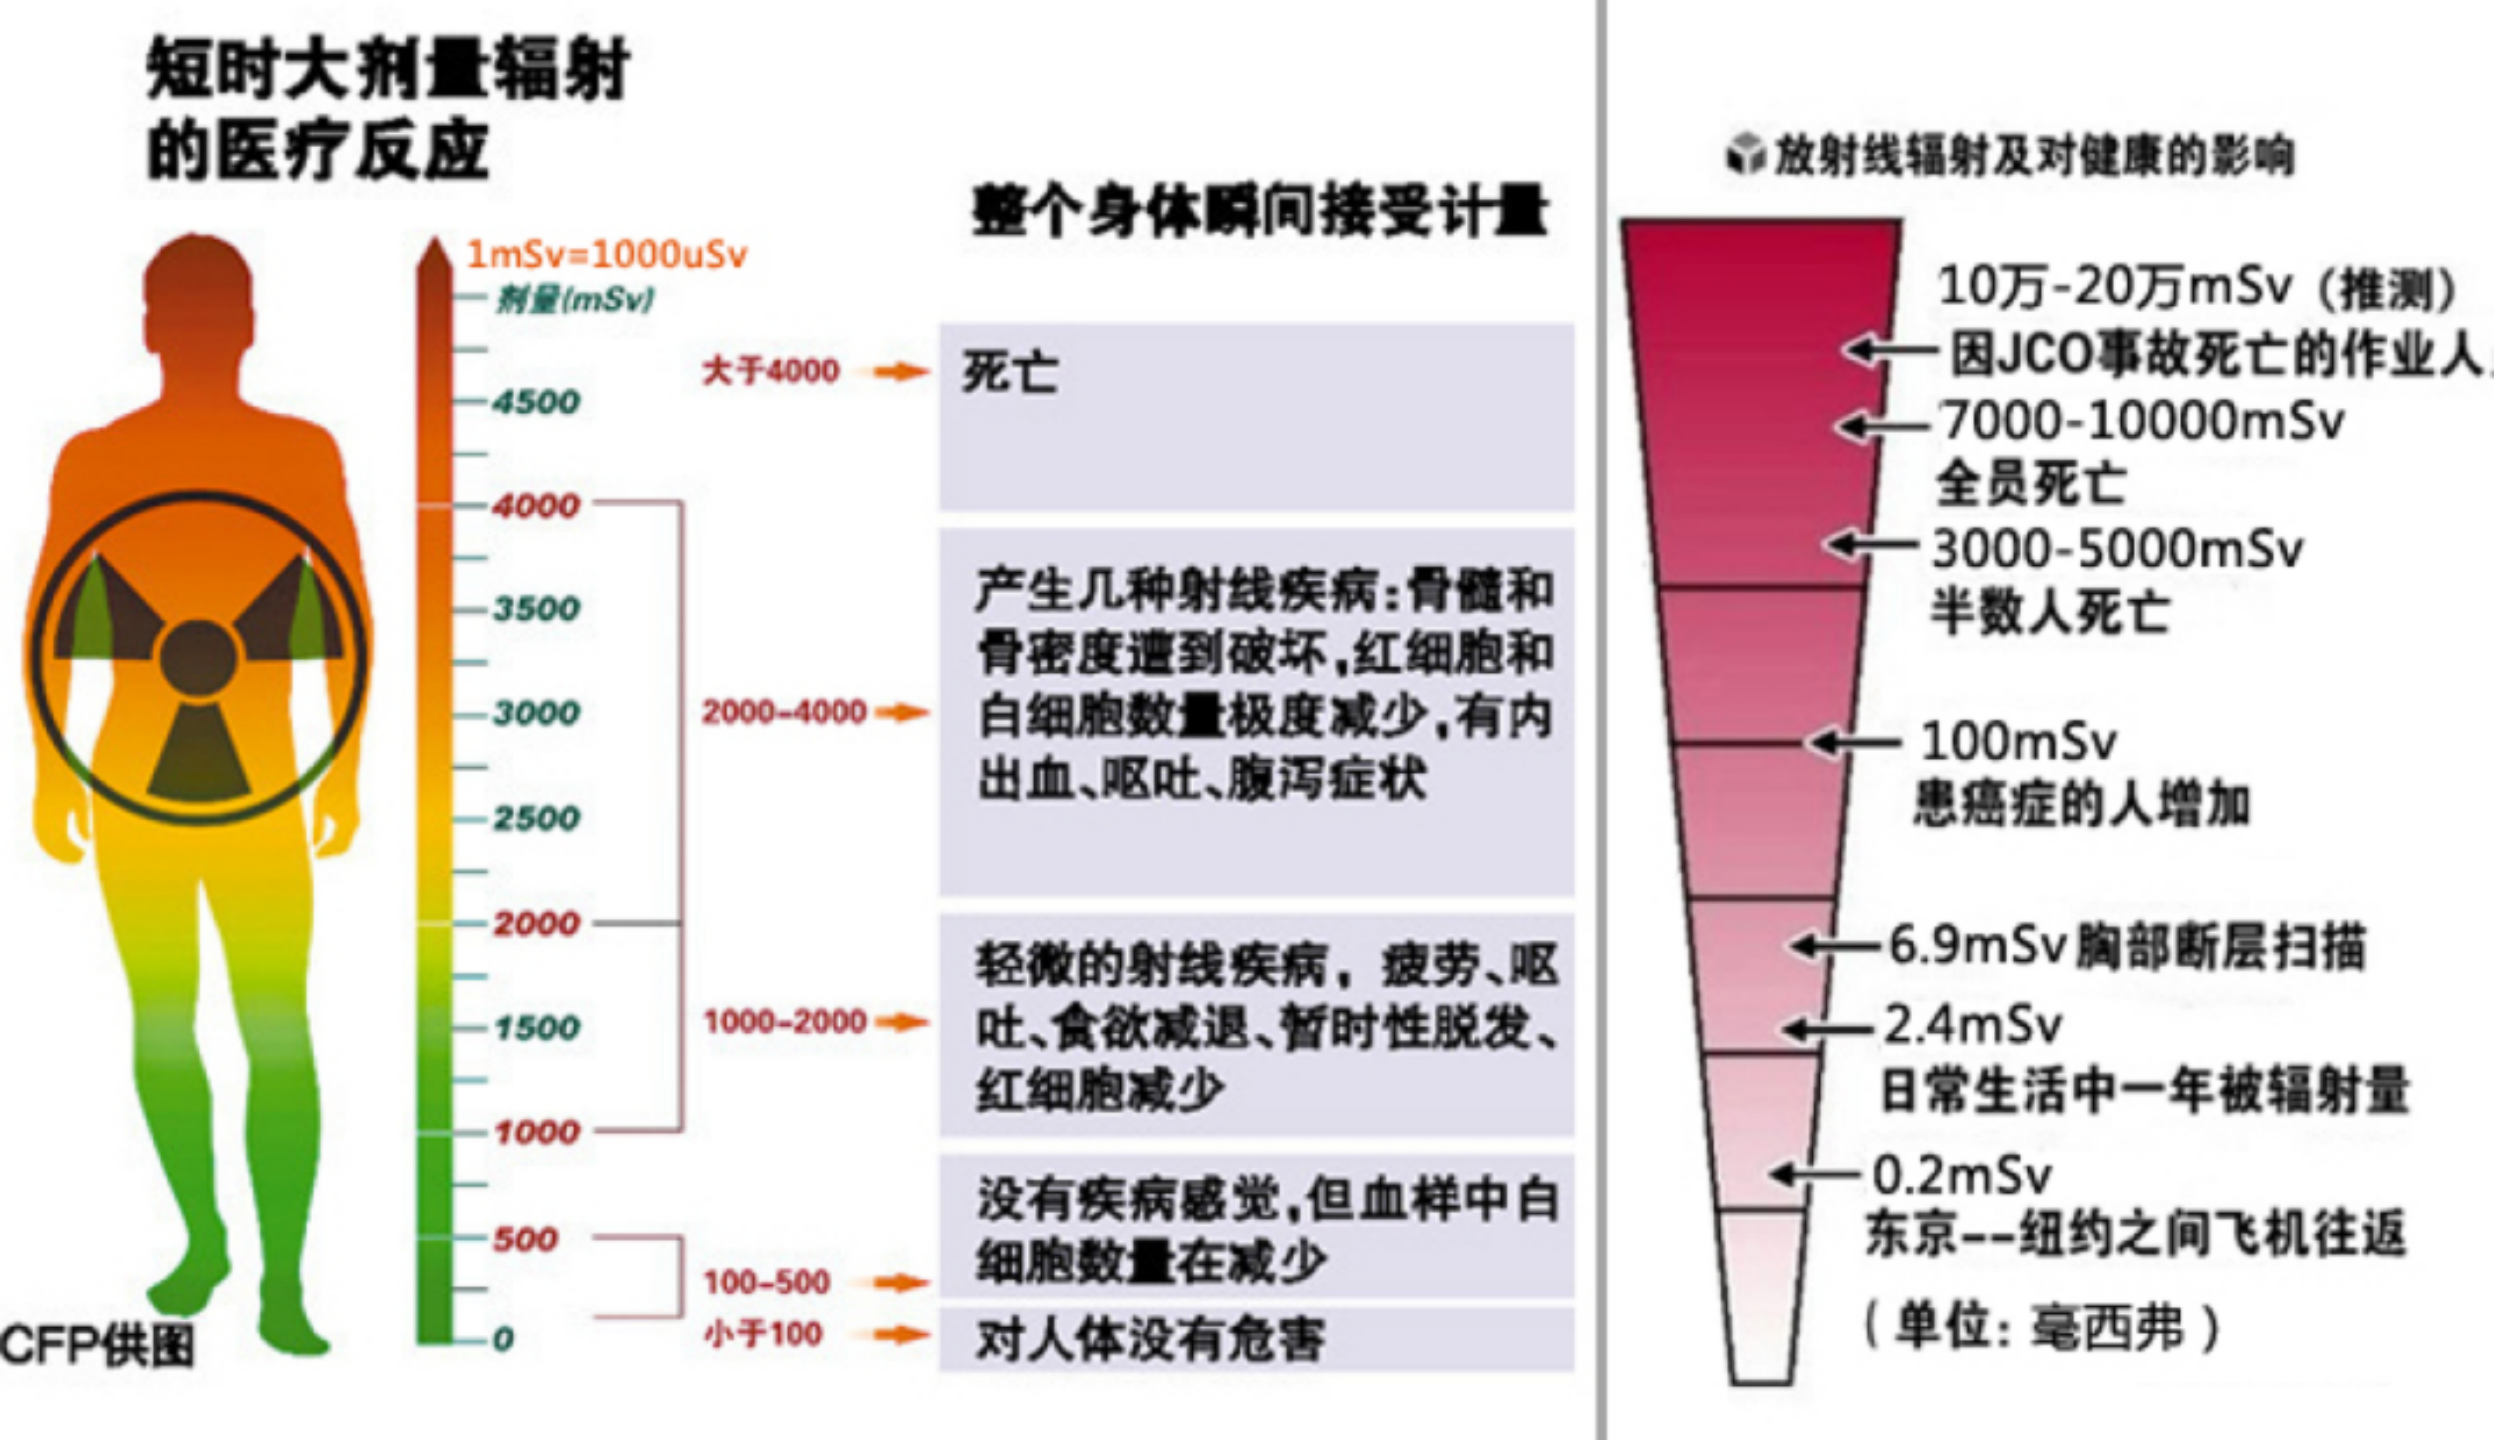 短时大剂量辐射
的医疗反应
1mSv=1000uSv
剂量(mSv)
4500
4000
3500
3000
2500
2000
1500
1000
500
0
CFP供图
整个身体瞬间接受计量
大于4000
死亡
2000-4000
产生几种射线疾病:骨髓和
骨密度遭到破坏,红细胞和
白细胞数量极度减少,有内
出血、呕吐、腹泻症状
1000-2000
轻微的射线疾病，疲劳、呕
吐、食欲减退、暂时性脱发、
红细胞减少
100-500
没有疾病感觉,但血样中白
细胞数量在减少
小于100
对人体没有危害
放射线辐射及对健康的影响
10万-20万mSv（推测）
因JCO事故死亡的作业人
7000-10000mSv
全员死亡
3000-5000mSv
半数人死亡
100mSv
患癌症的人增加
6.9mSv 胸部断层扫描
2.4mSv
日常生活中一年被辐射量
0.2mSv
东京--纽约之间飞机往返
（单位：毫西弗）